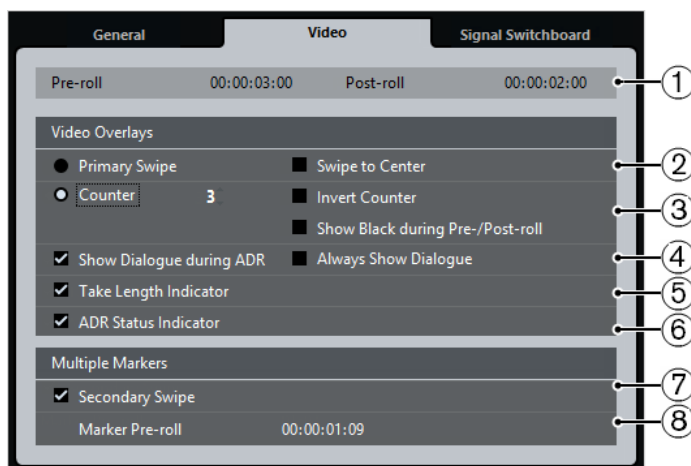 General Video Signal Switchboard
Pre-roll 00:00:03:00 Post-roll 00:00:02:00 1
Video Overlays
Primary Swipe Swipe to Center 2
Counter 3 Invert Counter
3
Show Black during Pre-/Post-roll
Show Dialogue during ADR Always Show Dialogue 4
Take Length Indicator 5
ADR Status Indicator 6
Multiple Markers
Secondary Swipe 7
Marker Pre-roll 00:00:01:09 8